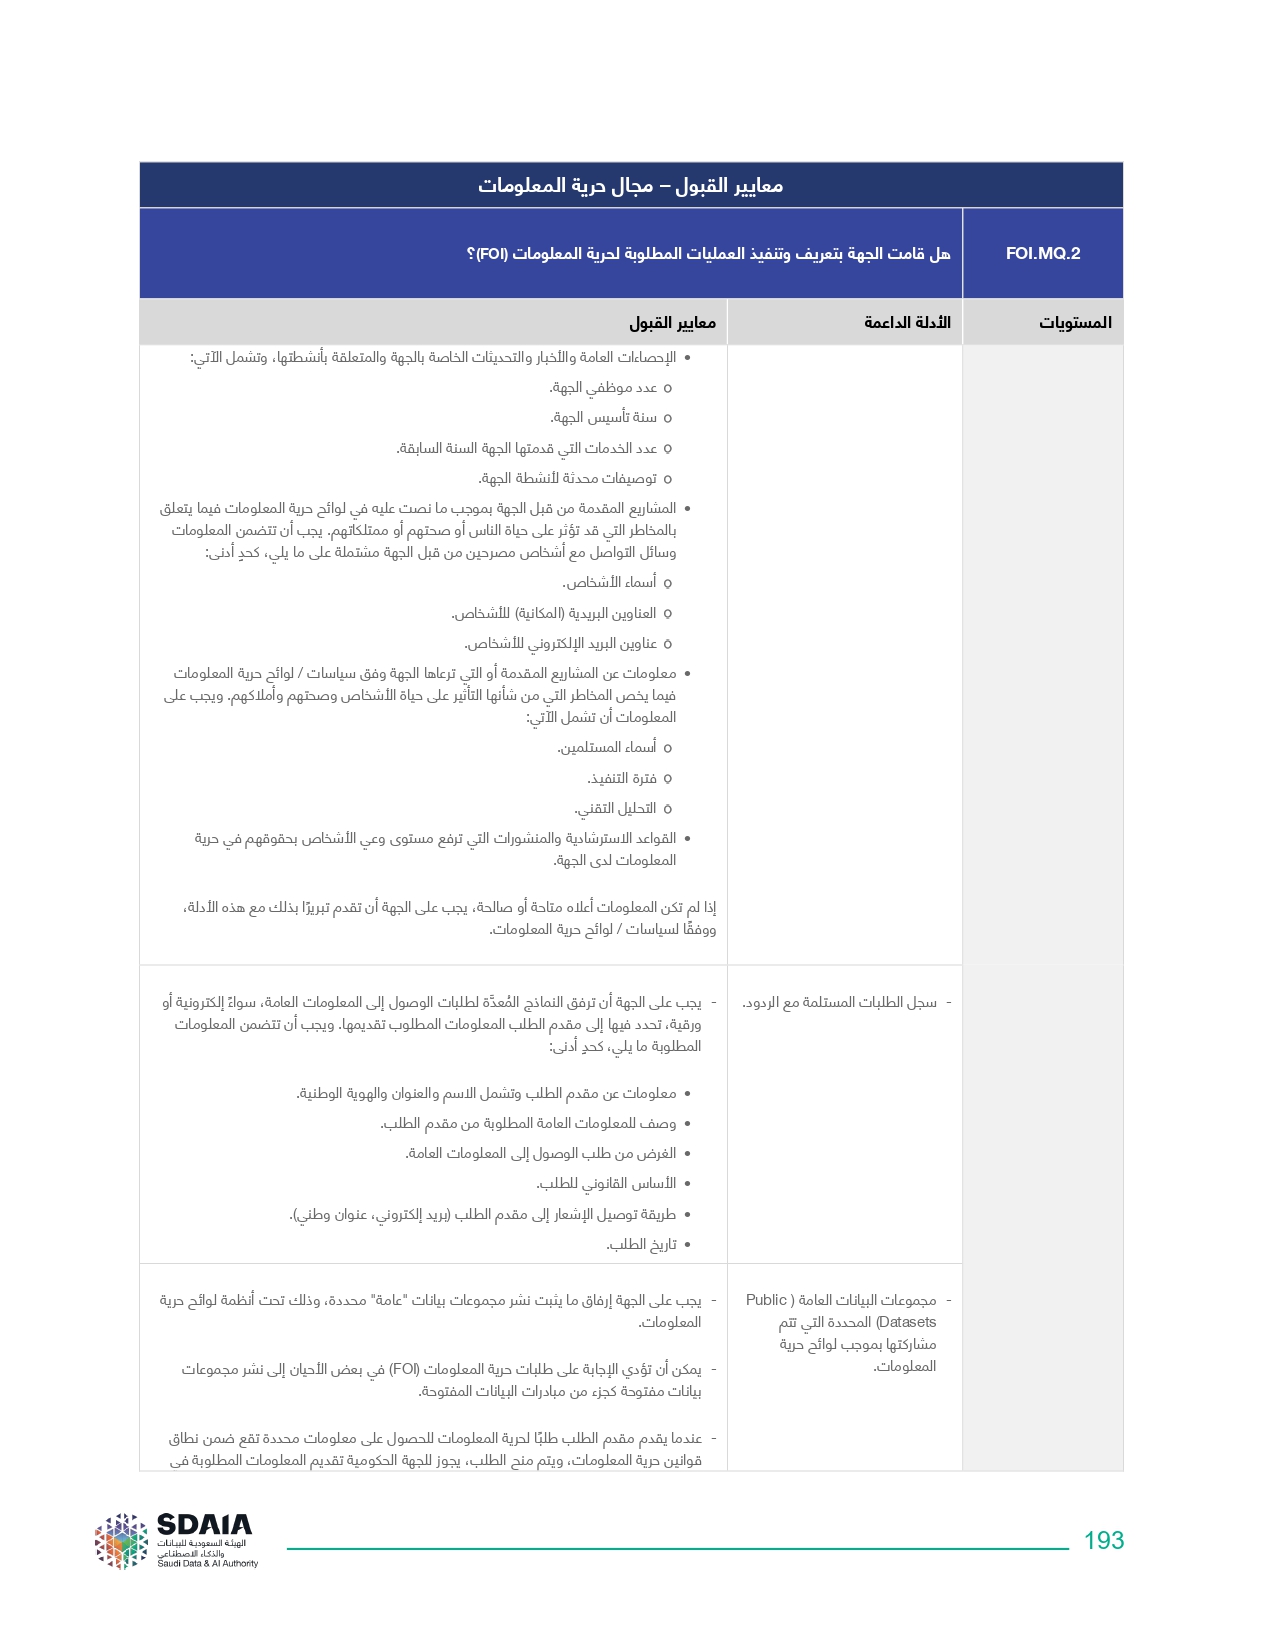 معايير القبول – مجال حرية المعلومات
FOI.MQ.2
هل قامت الجهة بتعريف وتنفيذ العمليات المطلوبة لحرية المعلومات (FOI)؟
المستويات
الأدلة الداعمة
معايير القبول
• الإحصاءات العامة والأخبار والتحديثات الخاصة بالجهة والمتعلقة بأنشطتها، وتشمل الآتي:
o عدد موظفي الجهة.
o سنة تأسيس الجهة.
o عدد الخدمات التي قدمتها الجهة السنة السابقة.
o توصيفات محدثة لأنشطة الجهة.
• المشاريع المقدمة من قبل الجهة بموجب ما نصت عليه في لوائح حرية المعلومات فيما يتعلق
بالمخاطر التي قد تؤثر على حياة الناس أو صحتهم أو ممتلكاتهم. يجب أن تتضمن المعلومات
وسائل التواصل مع أشخاص مصرحين من قبل الجهة مشتملة على ما يلي، كحدٍ أدنى:
o أسماء الأشخاص.
o العناوين البريدية (المكانية) للأشخاص.
o عناوين البريد الإلكتروني للأشخاص.
• معلومات عن المشاريع المقدمة أو التي ترعاها الجهة وفق سياسات / لوائح حرية المعلومات
فيما يخص المخاطر التي من شأنها التأثير على حياة الأشخاص وصحتهم وأملاكهم. ويجب على
المعلومات أن تشمل الآتي:
o أسماء المستلمين.
o فترة التنفيذ.
o التحليل التقني.
• القواعد الاسترشادية والمنشورات التي ترفع مستوى وعي الأشخاص بحقوقهم في حرية
المعلومات لدى الجهة.
إذا لم تكن المعلومات أعلاه متاحة أو صالحة، يجب على الجهة أن تقدم تبريرًا بذلك مع هذه الأدلة،
ووفقًا لسياسات / لوائح حرية المعلومات.
- سجل الطلبات المستلمة مع الردود.
- يجب على الجهة أن ترفق النماذج المُعدَّة لطلبات الوصول إلى المعلومات العامة، سواءً إلكترونية أو
ورقية، تحدد فيها إلى مقدم الطلب المعلومات المطلوب تقديمها. ويجب أن تتضمن المعلومات
المطلوبة ما يلي، كحدٍ أدنى:
• معلومات عن مقدم الطلب وتشمل الاسم والعنوان والهوية الوطنية.
• وصف للمعلومات العامة المطلوبة من مقدم الطلب.
• الغرض من طلب الوصول إلى المعلومات العامة.
• الأساس القانوني للطلب.
• طريقة توصيل الإشعار إلى مقدم الطلب (بريد إلكتروني، عنوان وطني).
• تاريخ الطلب.
- مجموعات البيانات العامة (Public
Datasets) المحددة التي تتم
مشاركتها بموجب لوائح حرية
المعلومات.
- يجب على الجهة إرفاق ما يثبت نشر مجموعات بيانات "عامة" محددة، وذلك تحت أنظمة لوائح حرية
المعلومات.
- يمكن أن تؤدي الإجابة على طلبات حرية المعلومات (FOI) في بعض الأحيان إلى نشر مجموعات
بيانات مفتوحة كجزء من مبادرات البيانات المفتوحة.
- عندما يقدم مقدم الطلب طلبًا لحرية المعلومات للحصول على معلومات محددة تقع ضمن نطاق
قوانين حرية المعلومات، ويتم منح الطلب، يجوز للجهة الحكومية تقديم المعلومات المطلوبة في
SDAIA
الهيئة السعودية للبيانات
والذكاء الاصطناعي
Saudi Data & AI Authority
193